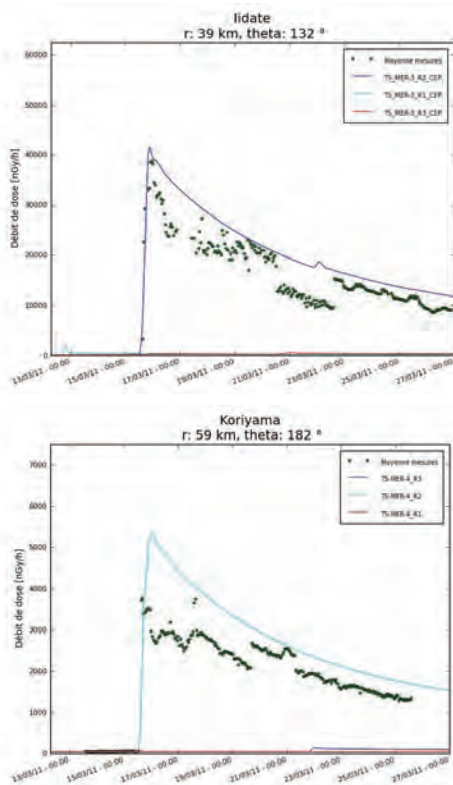 Iidate
r: 39 km, theta: 132 °
Débit de dose [nGy/h]
60000
50000
40000
30000
20000
10000
0
Moyenne mesures
TS_MER-3_R2_CEP
TS_MER-3_R1_CEP
TS_MER-3_R3_CEP
13/03/11 - 00:00
15/03/11 - 00:00
17/03/11 - 00:00
19/03/11 - 00:00
21/03/11 - 00:00
23/03/11 - 00:00
25/03/11 - 00:00
27/03/11 - 00:00
Koriyama
r: 59 km, theta: 182 °
Débit de dose [nGy/h]
7000
6000
5000
4000
3000
2000
1000
0
Moyenne mesures
TS-MER-4_R3
TS-MER-4_R2
TS-MER-4_R1
13/03/11 - 00:00
15/03/11 - 00:00
17/03/11 - 00:00
19/03/11 - 00:00
21/03/11 - 00:00
23/03/11 - 00:00
25/03/11 - 00:00
27/03/11 - 00:00